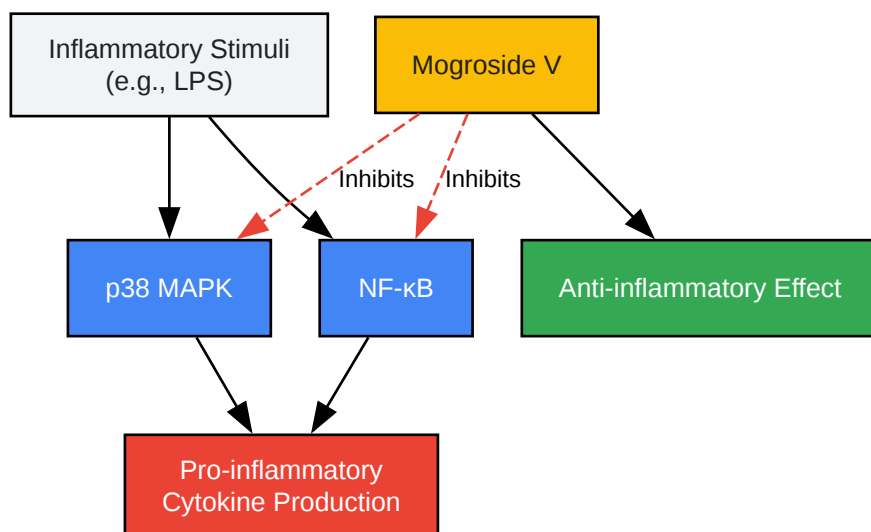 Inflammatory Stimuli
(e.g., LPS)
Mogroside V
Inhibits
Inhibits
p38 MAPK
NF-κB
Anti-inflammatory Effect
Pro-inflammatory
Cytokine Production